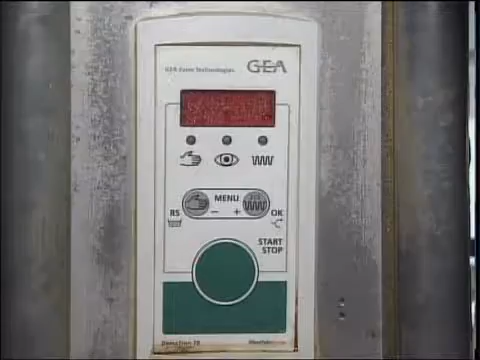 GEA Farm Technologies
GEA
MENU
RS
- +
OK
START
STOP